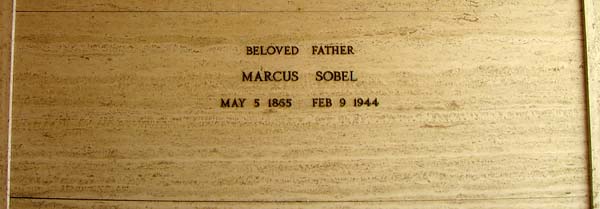 BELOVED FATHER
MARCUS SOBEL
MAY 5 1865 FEB 9 1944